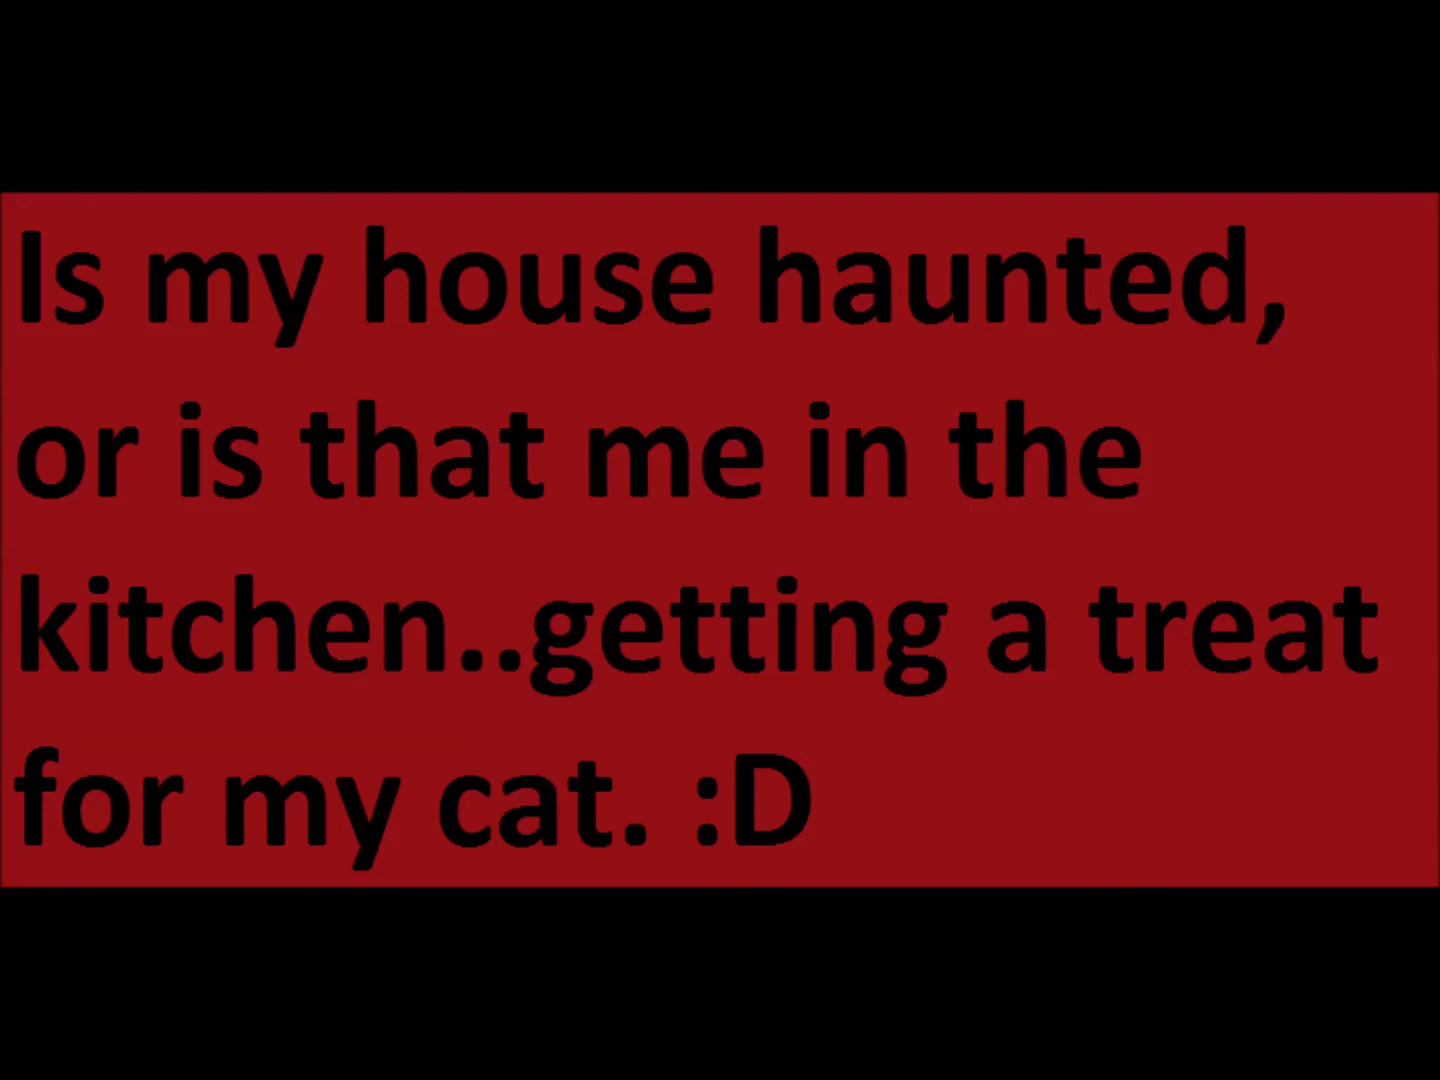 Is my house haunted,
or is that me in the
kitchen..getting a treat
for my cat. :D